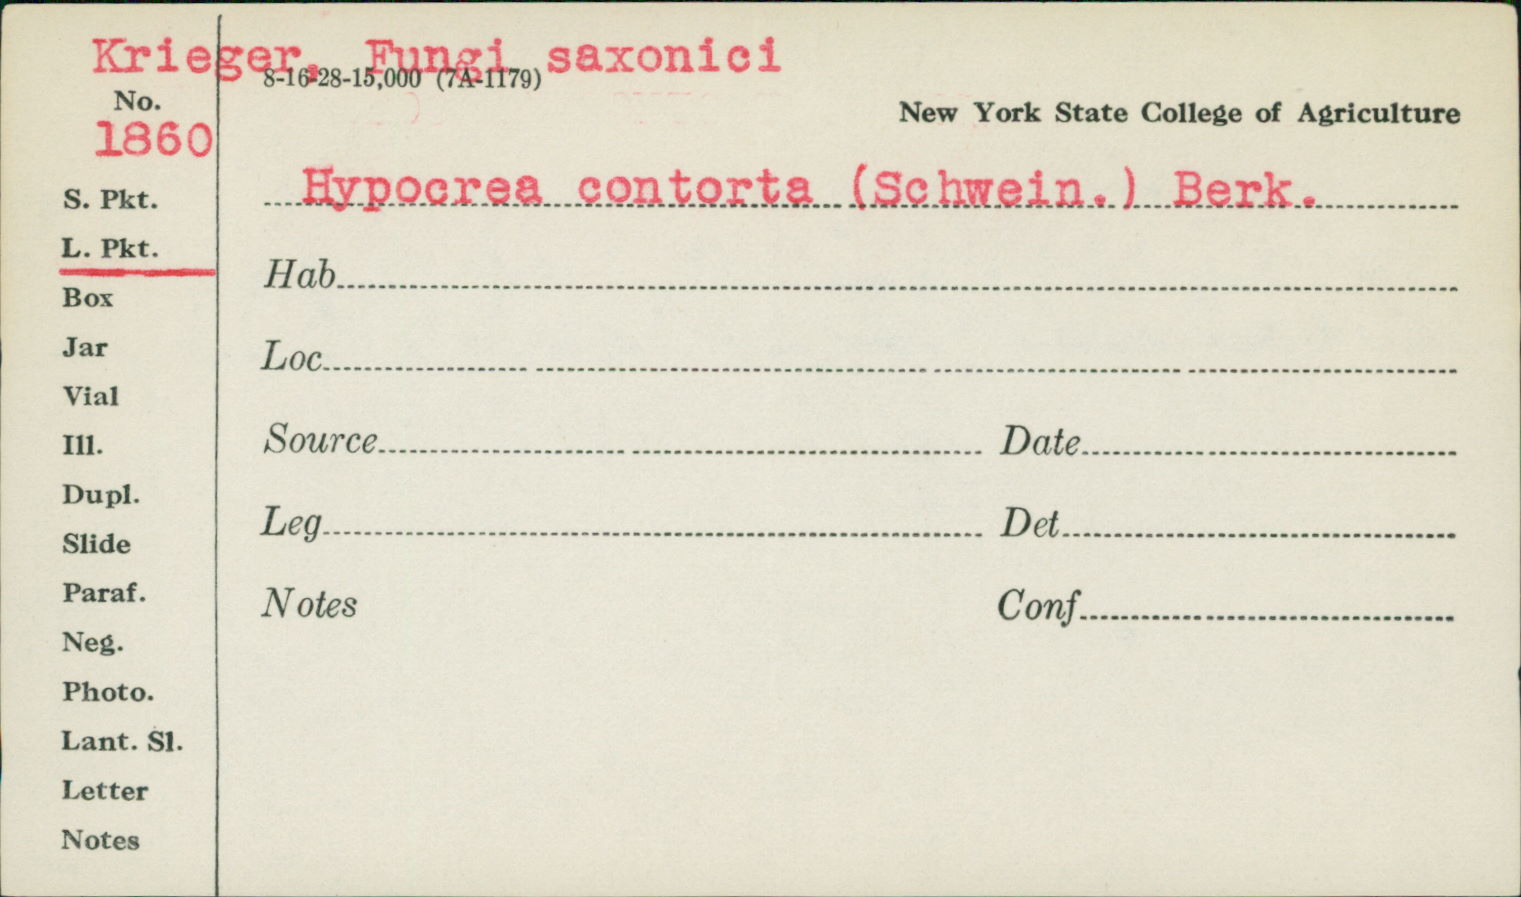 Krieger, Fungi saxonici
8-16-28-15,000 (7A-1179)
No.
1860
New York State College of Agriculture
Hypocrea contorta (Schwein.) Berk.
S. Pkt.
L. Pkt.
Box
Jar
Vial
Ill.
Dupl.
Slide
Paraf.
Neg.
Photo.
Lant. Sl.
Letter
Notes
Hab
Loc
Source Date
Leg Det
Notes Conf